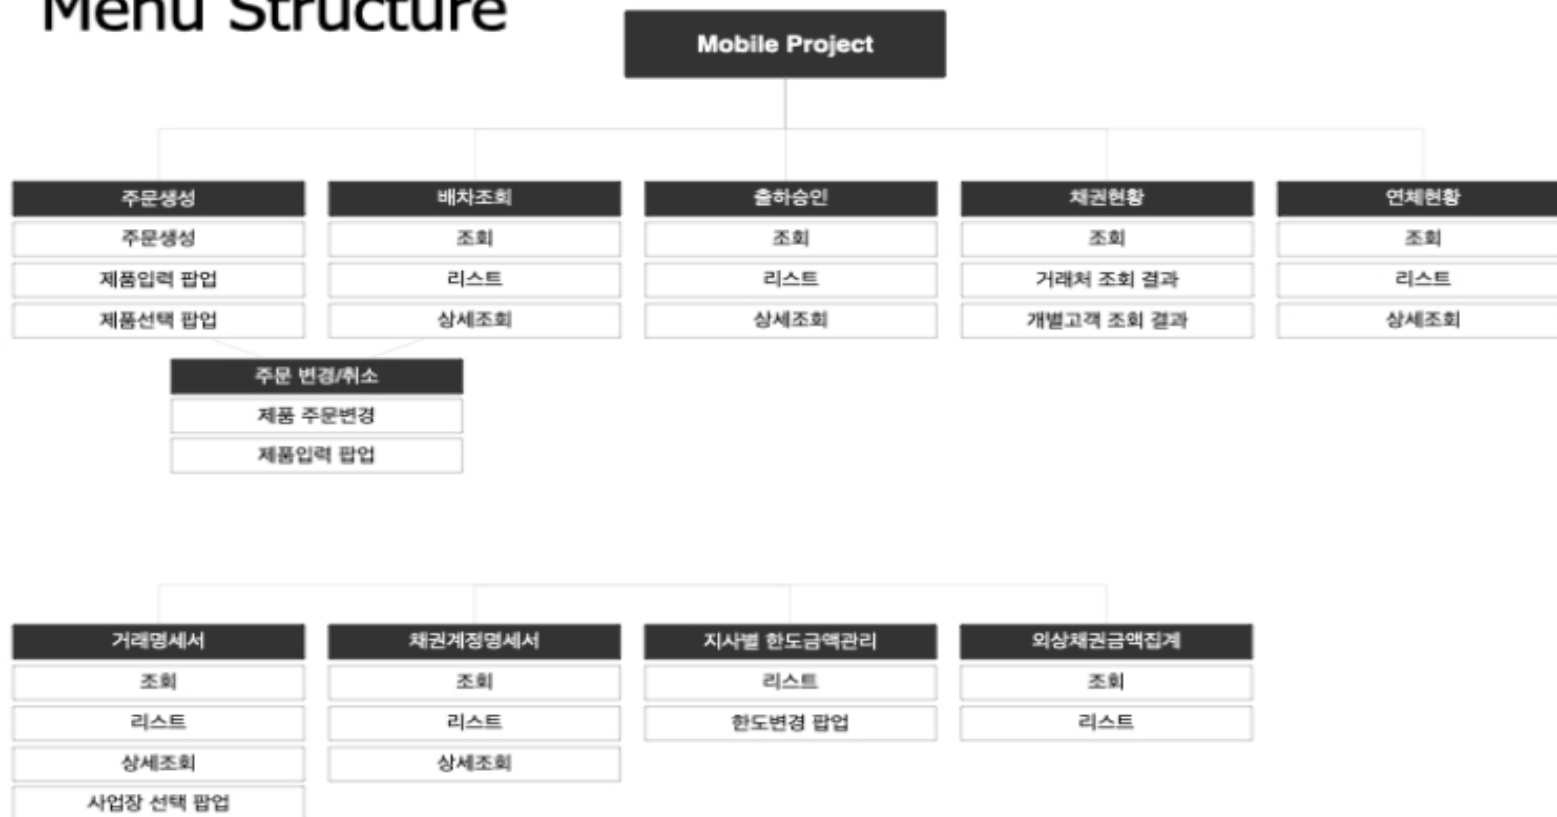 Menu Structure
Mobile Project
주문생성
주문생성
제품입력 팝업
제품선택 팝업
배차조회
조회
리스트
상세조회
출하승인
조회
리스트
상세조회
채권현황
조회
거래처 조회 결과
개별고객 조회 결과
연체현황
조회
리스트
상세조회
주문 변경/취소
제품 주문변경
제품입력 팝업
거래명세서
조회
리스트
상세조회
사업장 선택 팝업
채권계정명세서
조회
리스트
상세조회
지사별 한도금액관리
리스트
한도변경 팝업
외상채권금액집계
조회
리스트